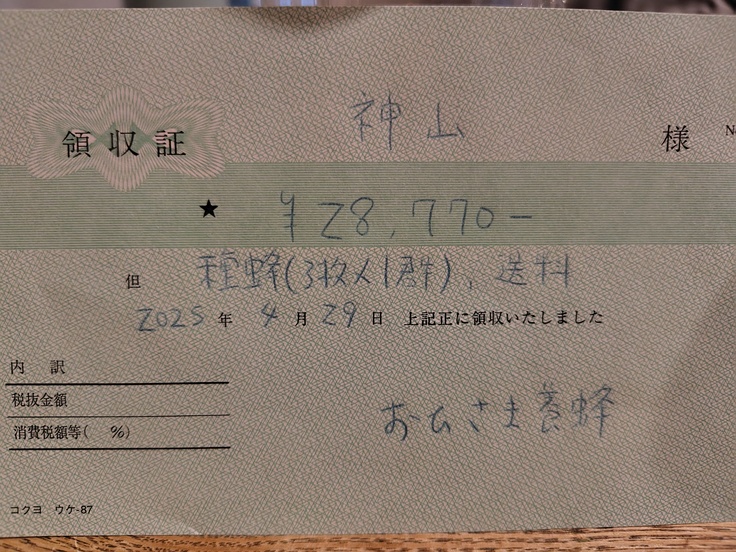 領収証
神山 様 N
★ ¥28,770-
但 種蜂(3枚入1群)、送料
2025年 4月 29日 上記正に領収いたしました
内訳
税抜金額
消費税額等( %)
おひさま養蜂
コクヨ ウケ-87